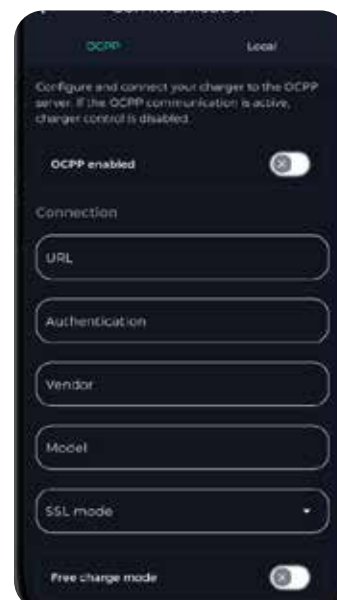 OCPP Local
Configure and connect your charger to the OCPP
server. If the OCPP communication is active,
charger control is disabled.
OCPP enabled
Connection
URL
Authentication
Vendor
Model
SSL mode
Free charge mode